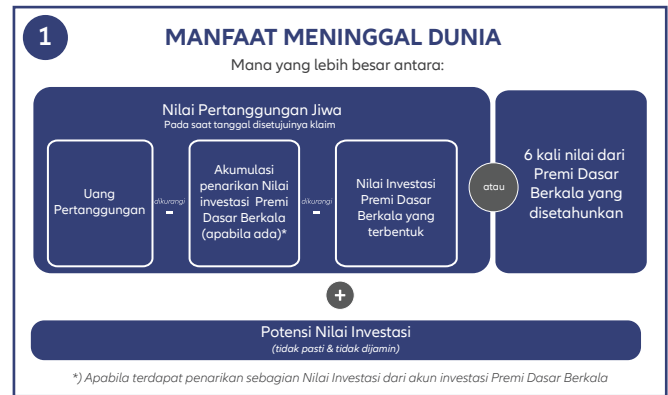 1
MANFAAT MENINGGAL DUNIA
Mana yang lebih besar antara:
Nilai Pertanggungan Jiwa
Pada saat tanggal disetujuinya klaim
Uang
Pertanggungan
dikurangi
-
Akumulasi
penarikan Nilai
investasi Premi
Dasar Berkala
(apabila ada)*
dikurangi
-
Nilai Investasi
Premi Dasar
Berkala yang
terbentuk
atau
6 kali nilai dari
Premi Dasar
Berkala yang
disetahunkan
+
Potensi Nilai Investasi
(tidak pasti & tidak dijamin)
*) Apabila terdapat penarikan sebagian Nilai Investasi dari akun investasi Premi Dasar Berkala